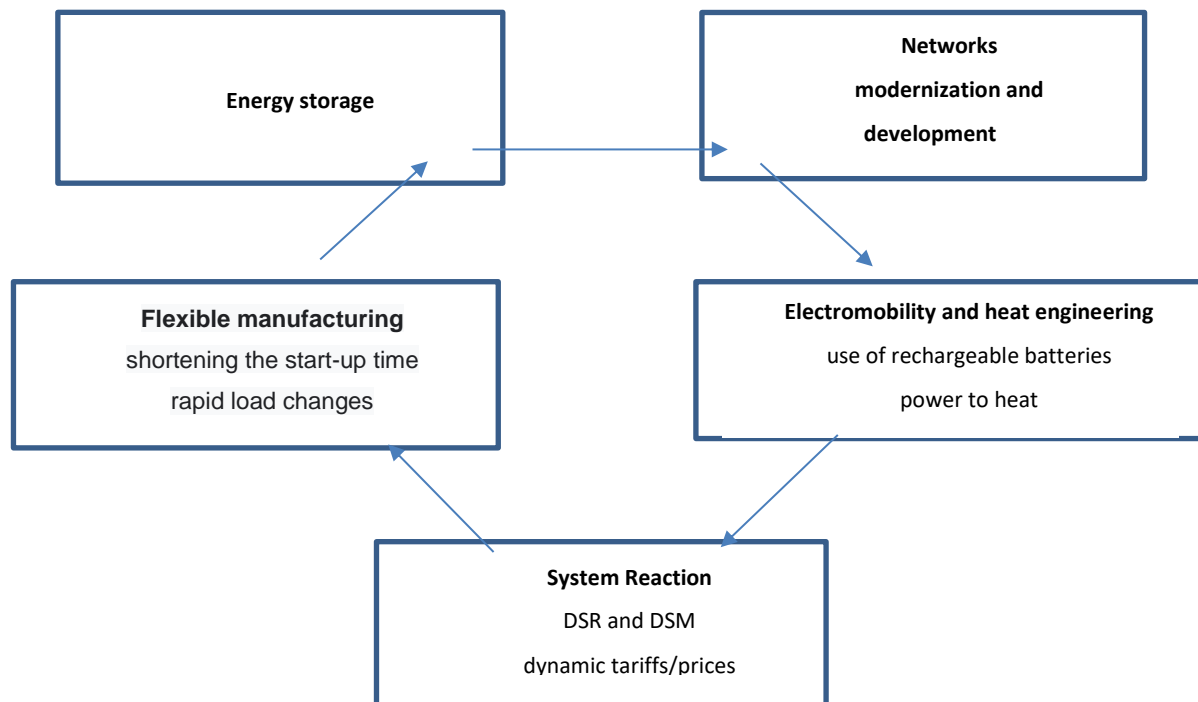 Energy storage
Networks
modernization and
development
Flexible manufacturing
shortening the start-up time
rapid load changes
Electromobility and heat engineering
use of rechargeable batteries
power to heat
System Reaction
DSR and DSM
dynamic tariffs/prices